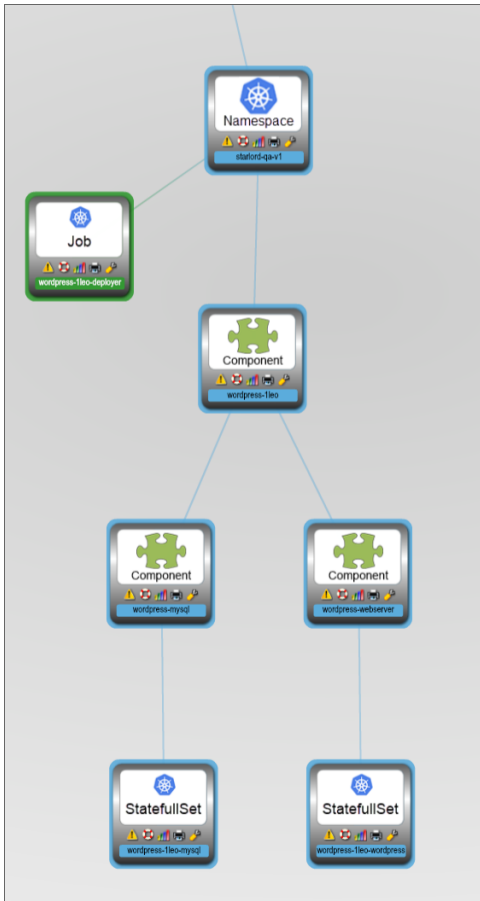 Namespace
starlord-qa-v1
Job
wordpress-1leo-deployer
Component
wordpress-1leo
Component
wordpress-mysql
Component
wordpress-webserver
StatefullSet
wordpress-1leo-mysql
StatefullSet
wordpress-1leo-wordpress